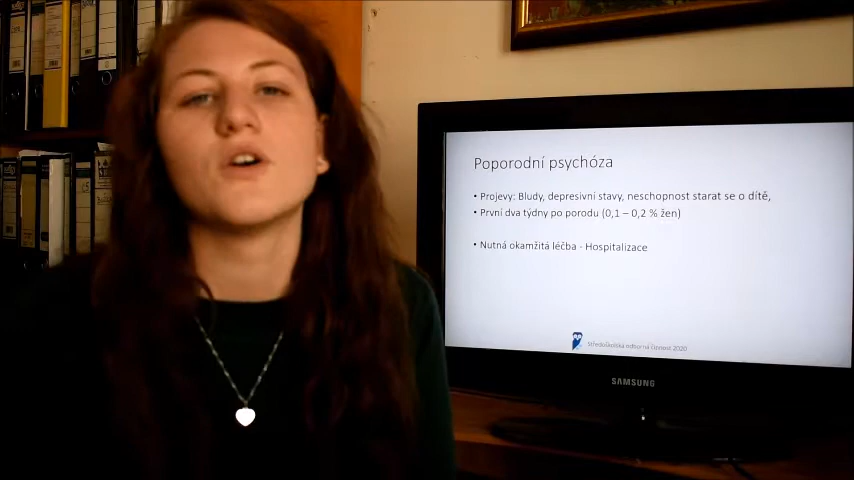 Poporodní psychóza
• Projevy: Bludy, depresivní stavy, neschopnost starat se o dítě,
• První dva týdny po porodu (0,1 – 0,2 % žen)
• Nutná okamžitá léčba - Hospitalizace
Středoškolská odborná činnost 2020
SAMSUNG